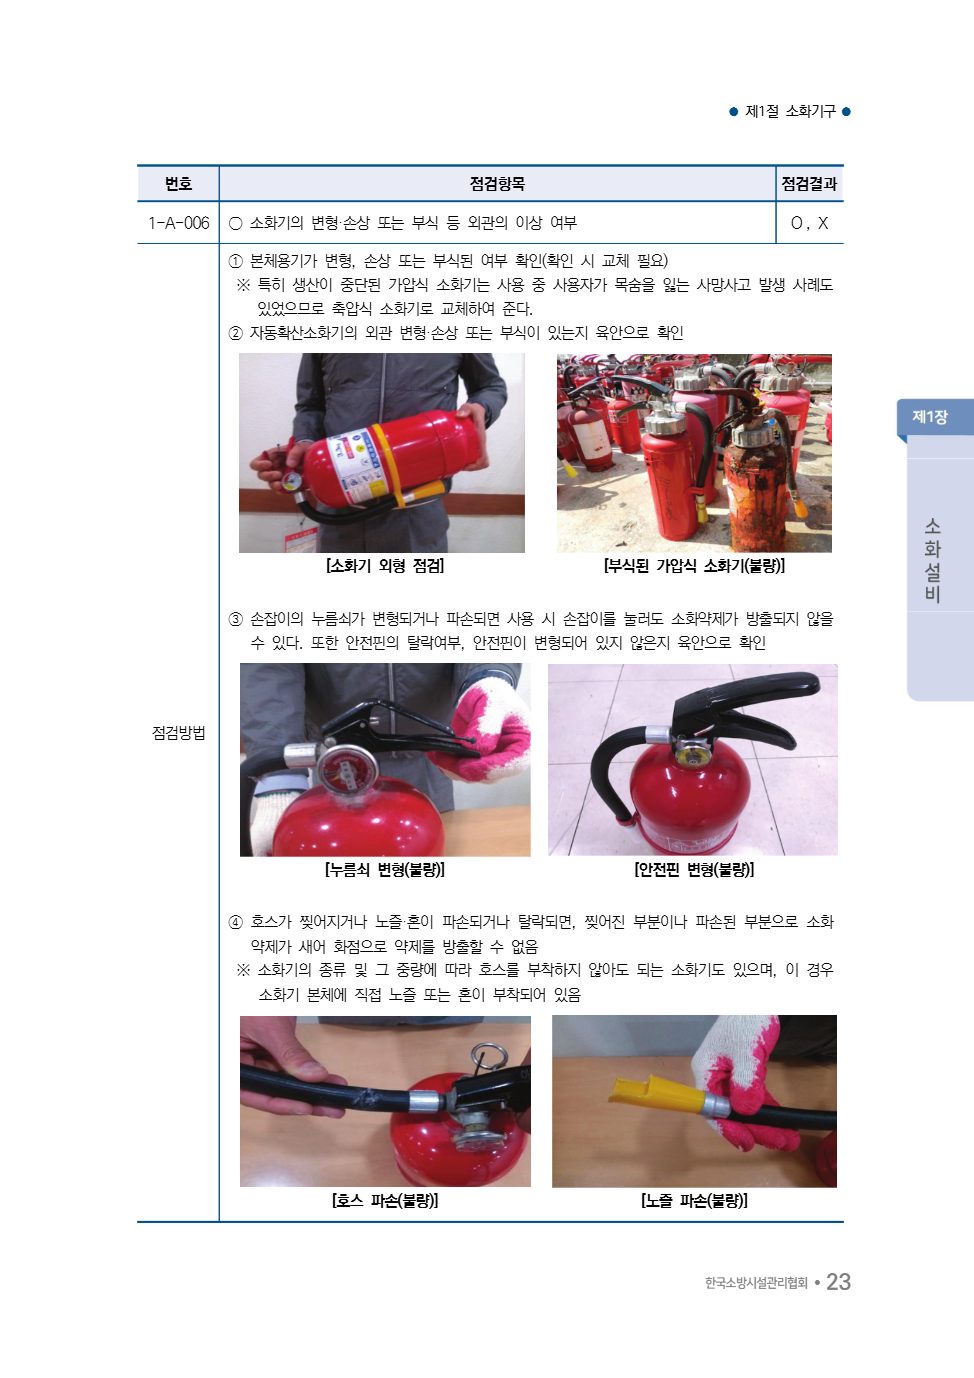 ● 제1절 소화기구 ●
번호 점검항목 점검결과
1-A-006 ○ 소화기의 변형·손상 또는 부식 등 외관의 이상 여부 O , X
① 본체용기가 변형, 손상 또는 부식된 여부 확인(확인 시 교체 필요)
※ 특히 생산이 중단된 가압식 소화기는 사용 중 사용자가 목숨을 잃는 사망사고 발생 사례도
있었으므로 축압식 소화기로 교체하여 준다.
② 자동확산소화기의 외관 변형·손상 또는 부식이 있는지 육안으로 확인
[소화기 외형 점검] [부식된 가압식 소화기(불량)]
③ 손잡이의 누름쇠가 변형되거나 파손되면 사용 시 손잡이를 눌러도 소화약제가 방출되지 않을
수 있다. 또한 안전핀의 탈락여부, 안전핀이 변형되어 있지 않은지 육안으로 확인
점검방법
[누름쇠 변형(불량)] [안전핀 변형(불량)]
④ 호스가 찢어지거나 노즐·혼이 파손되거나 탈락되면, 찢어진 부분이나 파손된 부분으로 소화
약제가 새어 화점으로 약제를 방출할 수 없음
※ 소화기의 종류 및 그 중량에 따라 호스를 부착하지 않아도 되는 소화기도 있으며, 이 경우
소화기 본체에 직접 노즐 또는 혼이 부착되어 있음
[호스 파손(불량)] [노즐 파손(불량)]
제1장
소화설비
한국소방시설관리협회 • 23